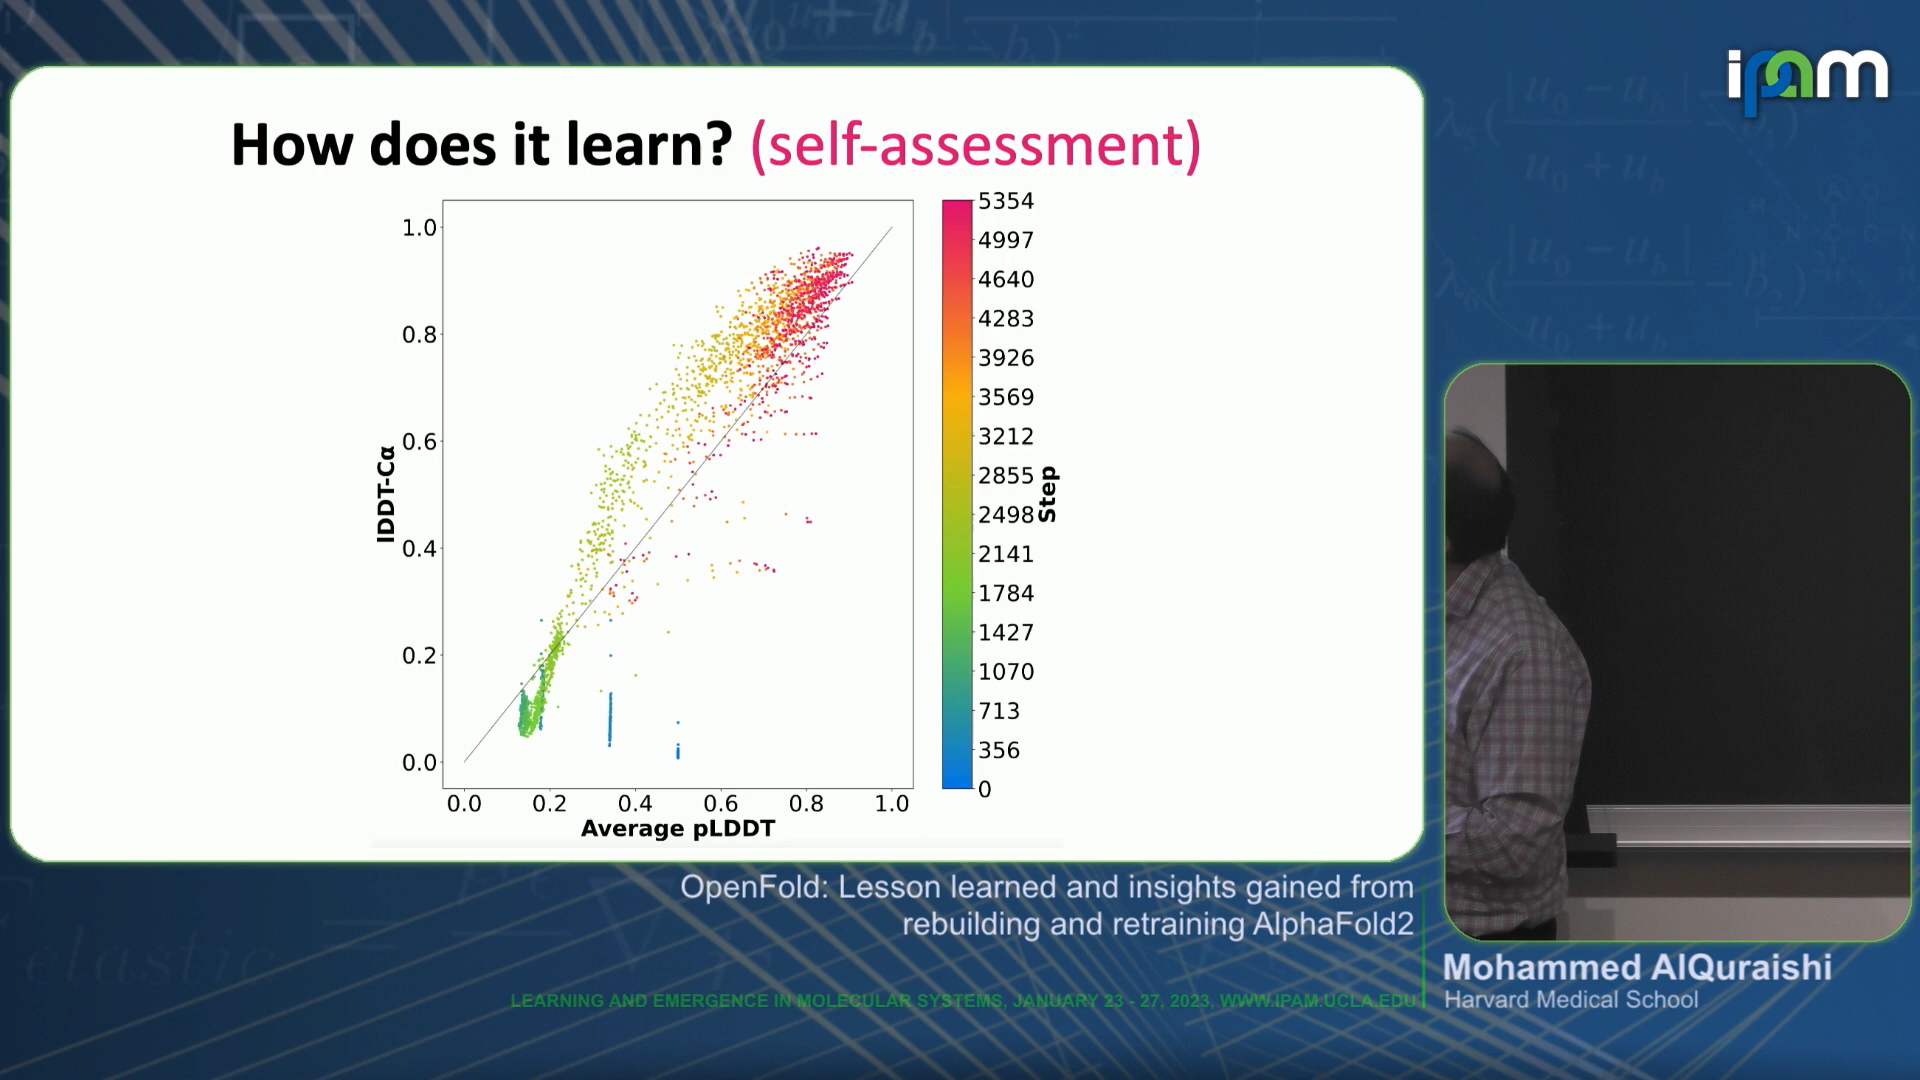 ipam
How does it learn? (self-assessment)
1.0
0.8
0.6
0.4
0.2
0.0
lDDT-Cα
0.0 0.2 0.4 0.6 0.8 1.0
Average pLDDT
5354
4997
4640
4283
3926
3569
3212
2855
2498
2141
1784
1427
1070
713
356
0
Step
OpenFold: Lesson learned and insights gained from
rebuilding and retraining AlphaFold2
Mohammed AlQuraishi
Harvard Medical School
LEARNING AND EMERGENCE IN MOLECULAR SYSTEMS, JANUARY 23 - 27, 2023, WWW.IPAM.UCLA.EDU
elastic